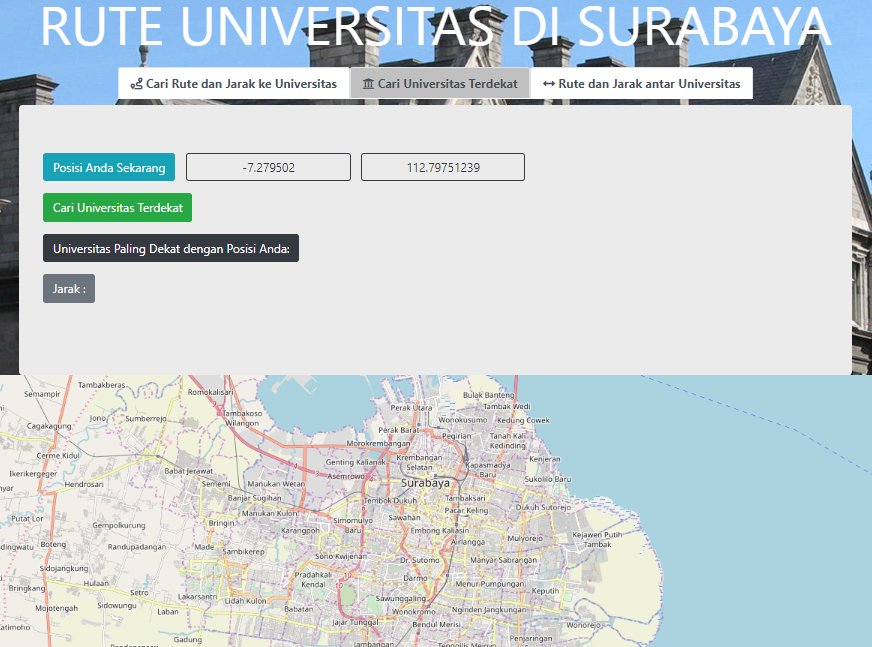 RUTE UNIVERSITAS DI SURABAYA
Cari Rute dan Jarak ke Universitas
Cari Universitas Terdekat
Rute dan Jarak antar Universitas
Posisi Anda Sekarang
-7.279502
112.79751239
Cari Universitas Terdekat
Universitas Paling Dekat dengan Posisi Anda:
Jarak :
Tambakberas
Semampir
Romokalisari
Bulak Banteng
Perak Utara
Tambak Wedi
Tambakoso
Wilangon
Jono
Sumberrejo
Cagakagung
Wonokusumo
Kedung Cowek
Perak Barat
Pegirian
Tanah Kali
Kedinding
Morokrembangan
Cerme Kidul
Genting Kalianak
Krembangan
Selatan
Kapasmadya
Baru
Kenjeran
Ikerikergeger
Babat Jerawat
Asemrowo
Surabaya
Sukolilo Baru
Hendrosari
Sememi
Manukan Wetan
Banjar Sugihan
Tembok Dukuh
Tambaksari
Pacar Keling
Dukuh Sutorejo
Putat Lor
Gempolkurung
Manukan Kulon
Bringin
Simomulyo
Baru
Sawahan
Karangpoh
Embong Kaliasin
Airlangga
Mulyorejo
Kejawen Putih
Tambak
dingwatu
Boteng
Randupadangan
Made
Sambikerep
Sono Kwijenan
Dr. Sutomo
Manyar Sabrangan
Sidojangkung
Pradahkali
Kendal
Darmo
Menur Pumpungan
Keputih
Bringkang
Hulaan
Setro
Lakarsantri
Lidah Kulon
Sawunggaling
Mojotengah
Sidowungu
Laban
Babatan
Wonokromo
Nginden Jangkungan
Jajar Tunggal
Bendul Merisi
Wonorejo
Gadung
Penjaringan
Jambangan
Tenggilis Mejoyo